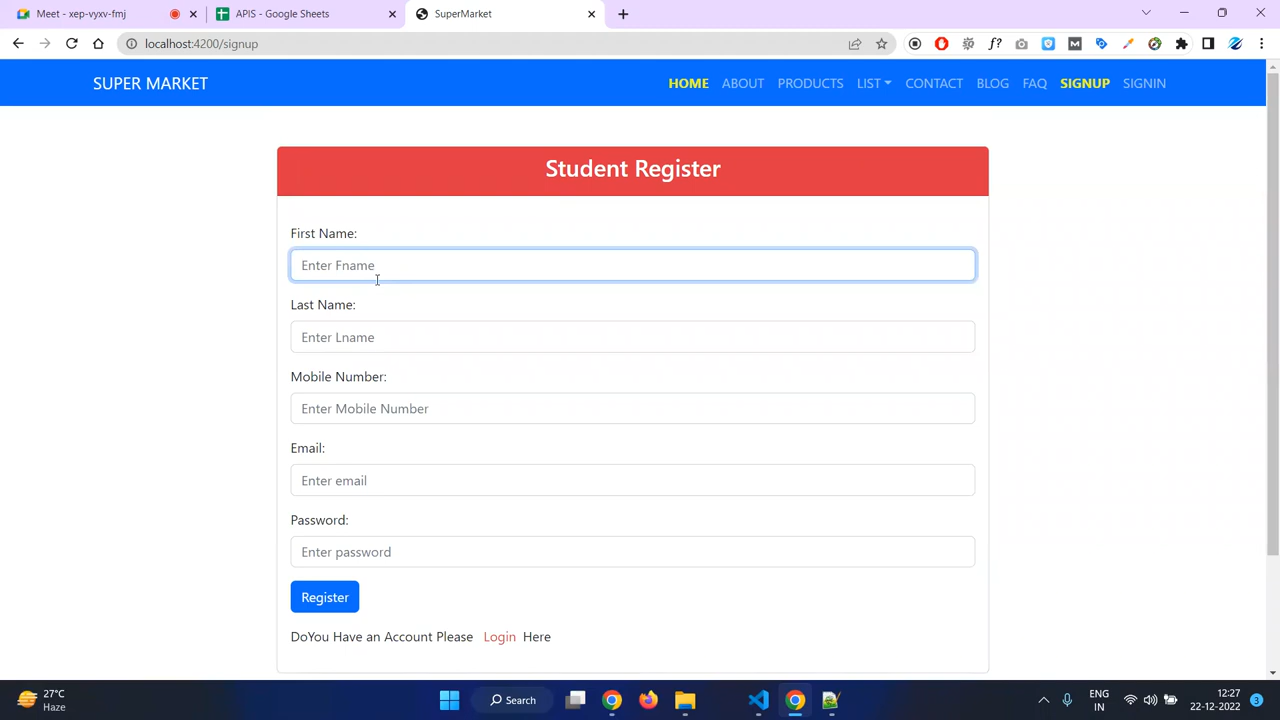 Meet - xep-vyxv-fmj
APIS - Google Sheets
SuperMarket
localhost:4200/signup
SUPER MARKET
HOME ABOUT PRODUCTS LIST CONTACT BLOG FAQ SIGNUP SIGNIN
Student Register
First Name:
Enter Fname
Last Name:
Enter Lname
Mobile Number:
Enter Mobile Number
Email:
Enter email
Password:
Enter password
Register
DoYou Have an Account Please Login Here
27°C
Haze
Search
ENG
IN
12:27
22-12-2022
3